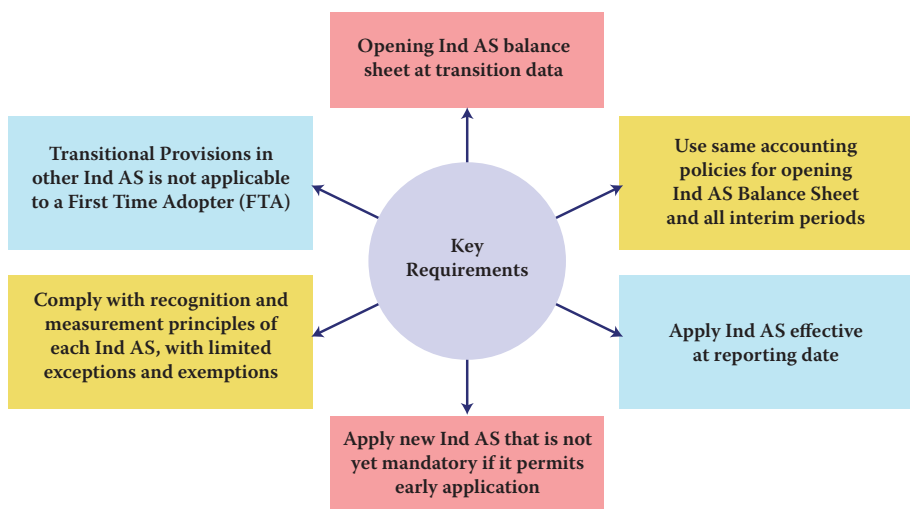 Opening Ind AS balance
sheet at transition data
Transitional Provisions in
other Ind AS is not applicable
to a First Time Adopter (FTA)
Use same accounting
policies for opening
Ind AS Balance Sheet
and all interim periods
Key
Requirements
Comply with recognition and
measurement principles of
each Ind AS, with limited
exceptions and exemptions
Apply Ind AS effective
at reporting date
Apply new Ind AS that is not
yet mandatory if it permits
early application